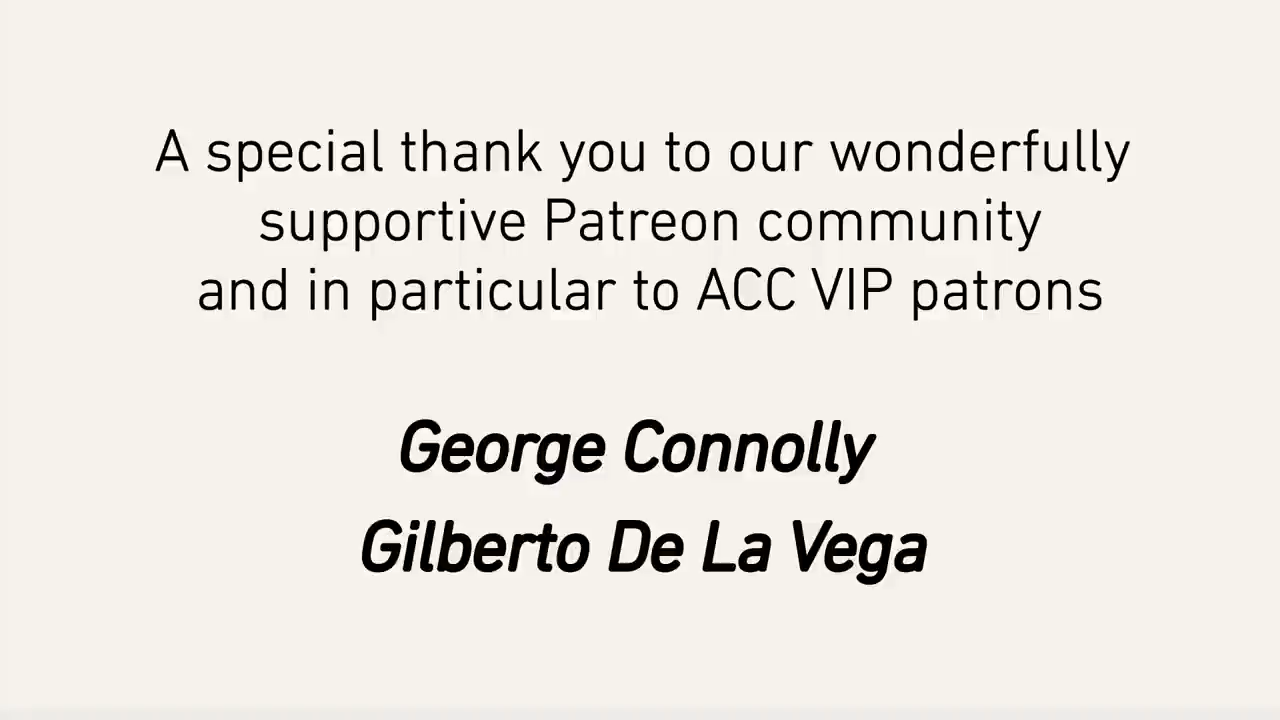 A special thank you to our wonderfully
supportive Patreon community
and in particular to ACC VIP patrons
George Connolly
Gilberto De La Vega